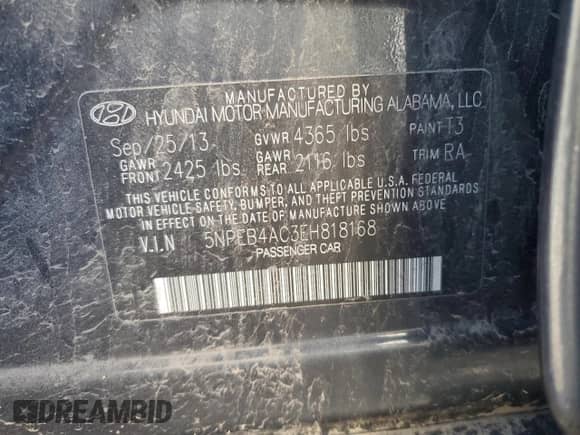 MANUFACTURED BY
HYUNDAI MOTOR MANUFACTURING ALABAMA, LLC
Sep/25/13 GVWR 4365 lbs PAINT T3
GAWR FRONT 2425 lbs GAWR REAR 2116 lbs TRIM RA
THIS VEHICLE CONFORMS TO ALL APPLICABLE U.S.A. FEDERAL
MOTOR VEHICLE SAFETY, BUMPER, AND THEFT PREVENTION STANDARDS
IN EFFECT ON THE DATE OF MANUFACTURE SHOWN ABOVE.
V.I.N 5NPEB4AC3EH818168
PASSENGER CAR
DREAMBID